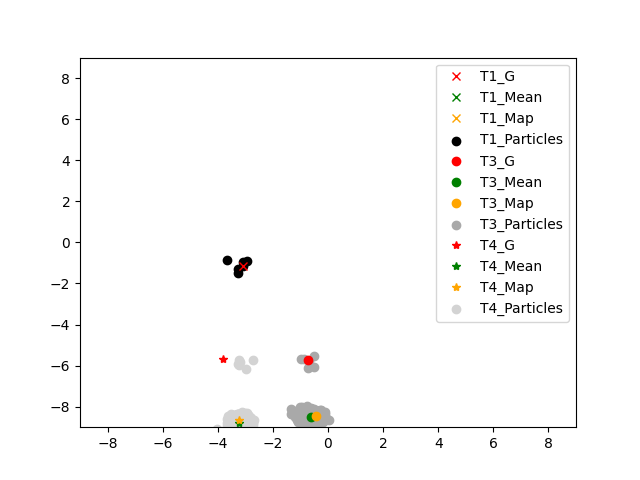 8
6
4
2
0
−2
−4
−6
−8
−8
−6
−4
−2
0
2
4
6
8
T1_G
T1_Mean
T1_Map
T1_Particles
T3_G
T3_Mean
T3_Map
T3_Particles
T4_G
T4_Mean
T4_Map
T4_Particles